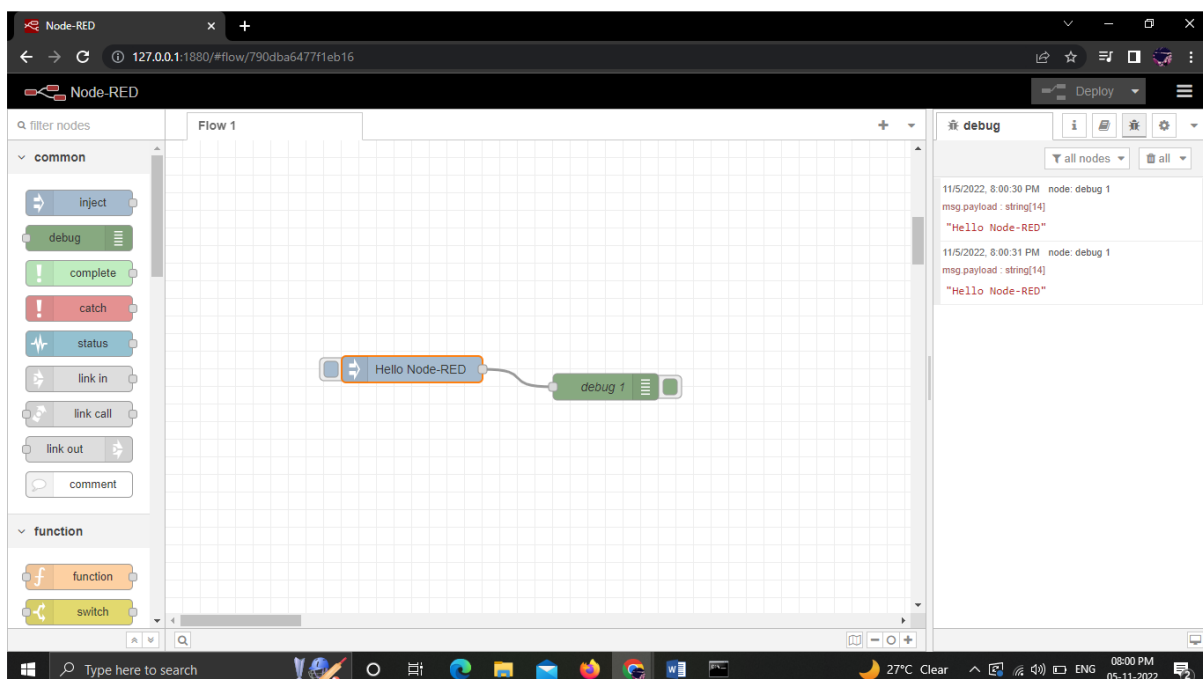 Node-RED
127.0.0.1:1880/#flow/790dba6477f1eb16
Node-RED
Deploy
filter nodes
Flow 1
debug
all nodes
all
common
inject
debug
complete
catch
status
link in
link call
link out
comment
function
function
switch
Hello Node-RED
debug 1
11/5/2022, 8:00:30 PM node: debug 1
msg.payload : string[14]
"Hello Node-RED"
11/5/2022, 8:00:31 PM node: debug 1
msg.payload : string[14]
"Hello Node-RED"
Type here to search
27°C Clear
ENG
08:00 PM
05-11-2022